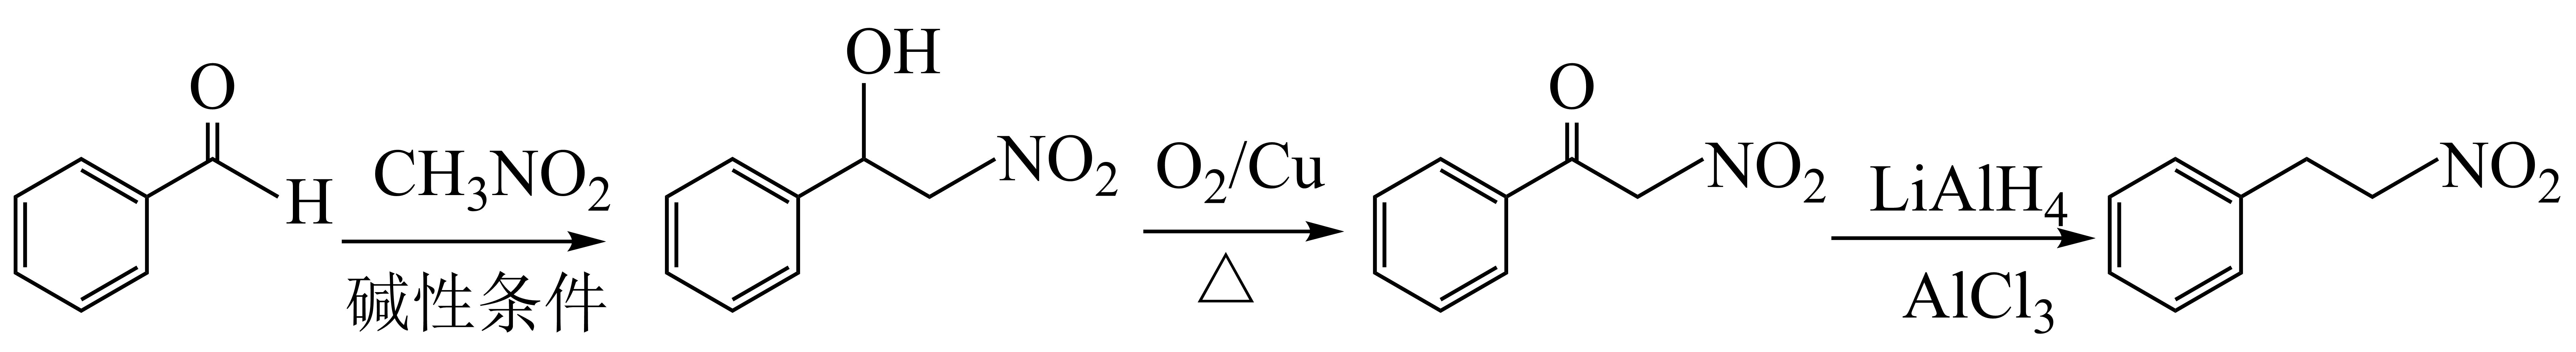 O
H
CH₃NO₂
碱性条件
OH
NO₂
O₂/Cu
△
O
NO₂
LiAlH₄
AlCl₃
NO₂